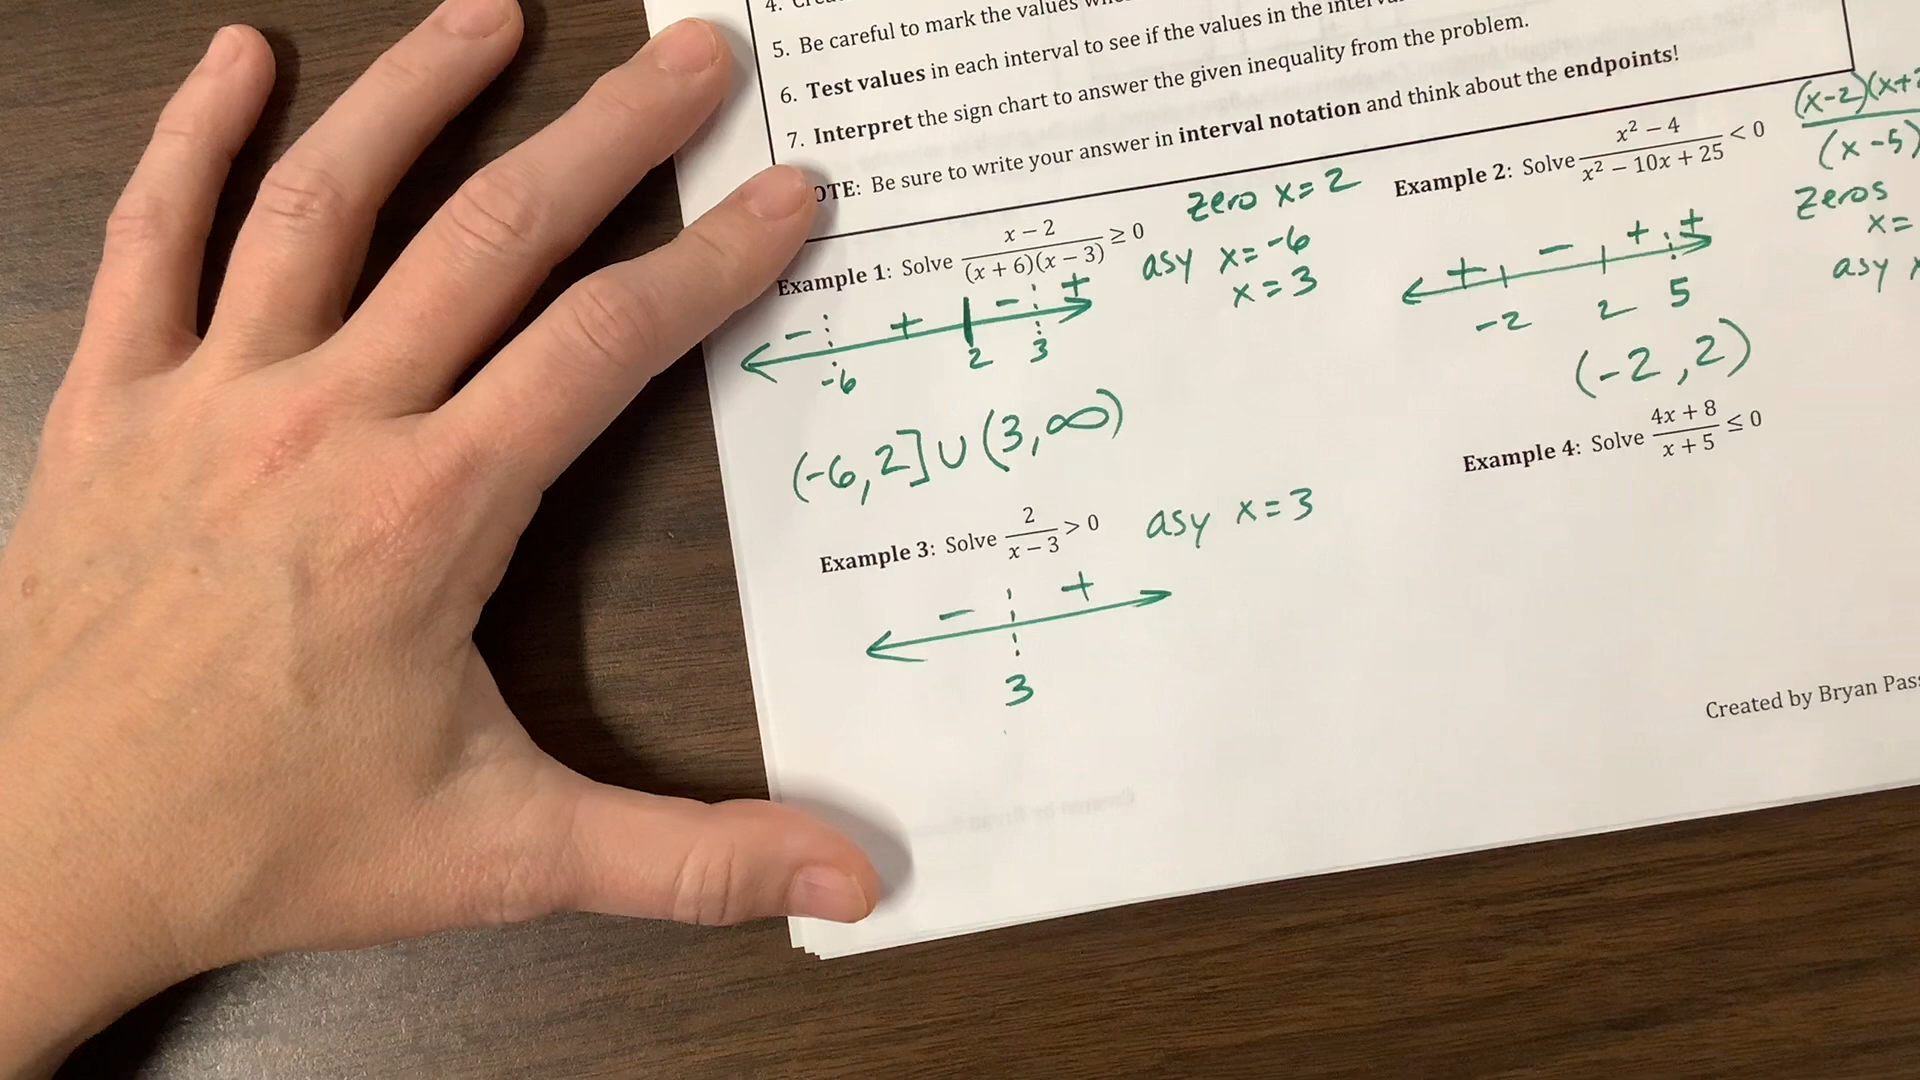 4.
5. Be careful to mark the values
6. Test values in each interval to see if the values in the
7. Interpret the sign chart to answer the given inequality from the problem.
OTE: Be sure to write your answer in interval notation and think about the endpoints!
Example 1: Solve (x − 2)/((x + 6)(x − 3)) ≥ 0
zero x=2
asy x=-6
x=3
− + − +
-6 2 3
(-6,2]∪(3,∞)
Example 2: Solve (x² − 4)/(x² − 10x + 25) < 0
(x-2)(x+
(x-5)
zeros
x=
asy
+ − + +
-2 2 5
(-2,2)
Example 3: Solve 2/(x − 3) > 0
asy x=3
− +
3
Example 4: Solve (4x + 8)/(x + 5) ≤ 0
Created by Bryan